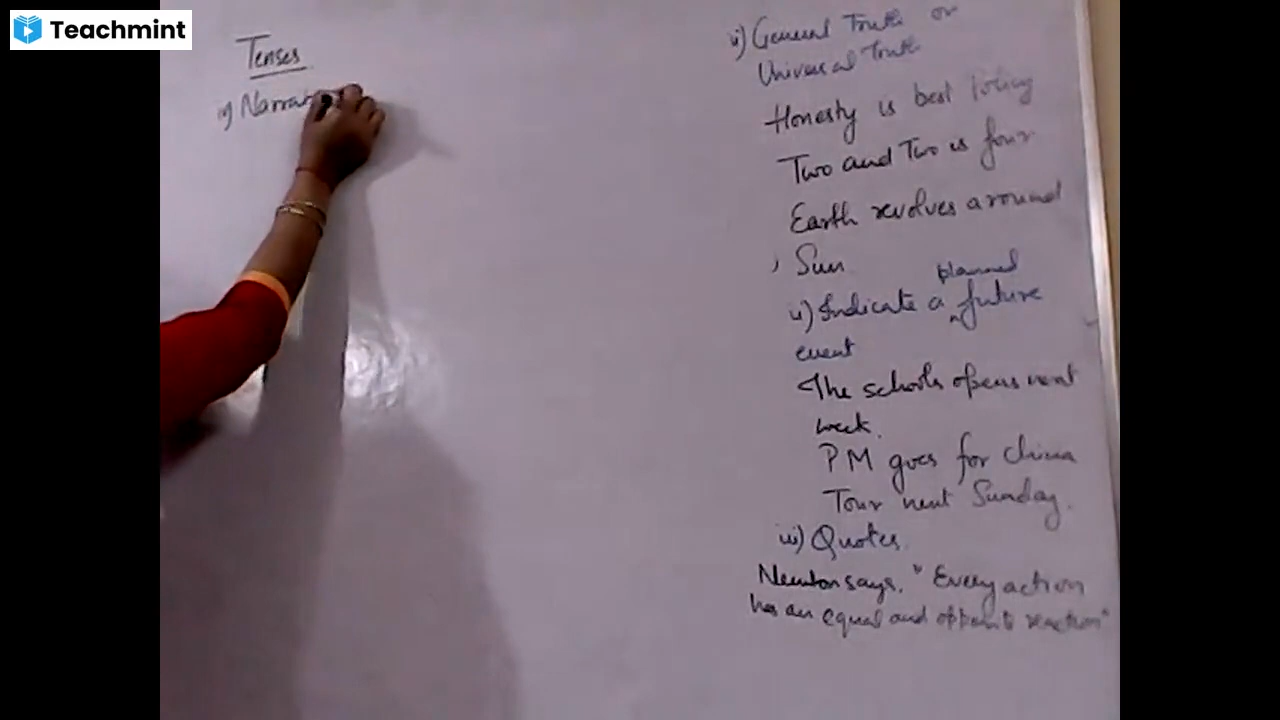 Teachmint
Tenses
iv) Narrat
ii) General Truth or
Universal Truth
Honesty is best Policy
Two and Two is four
Earth revolves around
Sun
planned
ii) Indicate a ^ future
event
The schools opens next
week.
PM goes for China
Tour next Sunday.
iii) Quotes.
Newton says, " Every action
has an equal and opposite reaction"